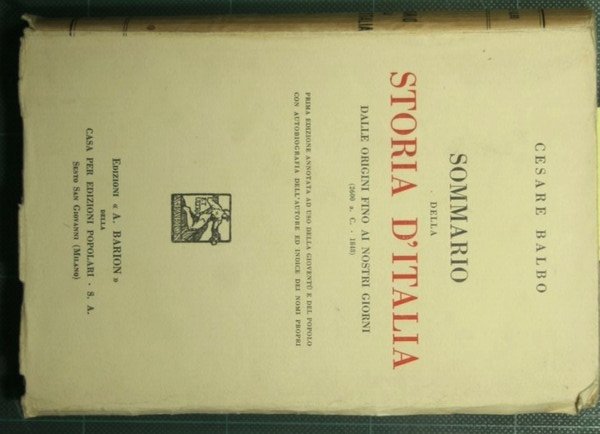 CESARE BALBO
SOMMARIO
DELLA
STORIA D'ITALIA
DALLE ORIGINI FINO AI NOSTRI GIORNI
(2600 a. C. - 1848)
PRIMA EDIZIONE ANNOTATA AD USO DELLA GIOVENTÙ E DEL POPOLO
CON AUTOBIOGRAFIA DELL'AUTORE ED INDICE DEI NOMI PROPRI
EDIZIONI « A. BARION »
DELLA
CASA PER EDIZIONI POPOLARI - S. A.
SESTO SAN GIOVANNI (MILANO)